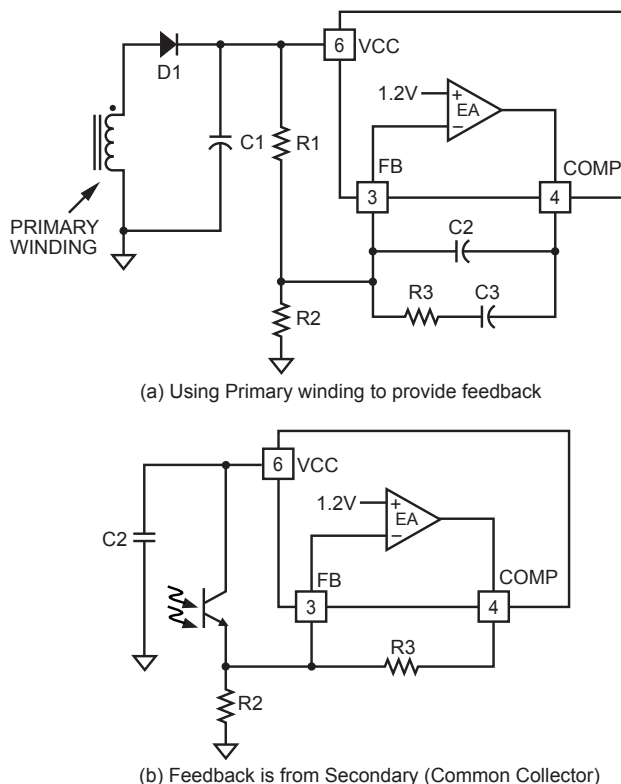 6
VCC
D1
1.2V
+
EA
−
C1
R1
FB
COMP
3
4
PRIMARY
WINDING
C2
R3
C3
R2
(a) Using Primary winding to provide feedback
6
VCC
1.2V
+
EA
−
C2
FB
COMP
3
4
R3
R2
(b) Feedback is from Secondary (Common Collector)